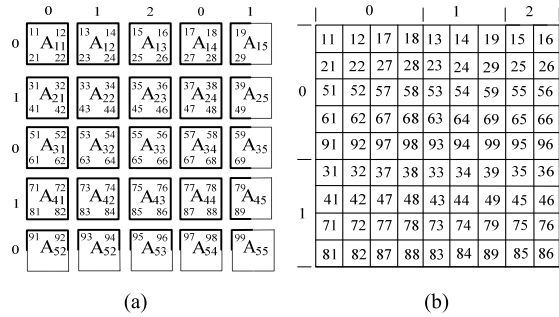 0 1 2 0 1
11 12 13 14 15 16 17 18 19
0 A11 A12 A13 A14 A15
21 22 23 24 25 26 27 28 29
31 32 33 34 35 36 37 38 39
1 A21 A22 A23 A24 A25
41 42 43 44 45 46 47 48 49
51 52 53 54 55 56 57 58 59
0 A31 A32 A33 A34 A35
61 62 63 64 65 66 67 68 69
71 72 73 74 75 76 77 78 79
1 A41 A42 A43 A44 A45
81 82 83 84 85 86 87 88 89
91 92 93 94 95 96 97 98 99
0 A52 A52 A53 A54 A55
(a)
0 1 2
11 12 17 18 13 14 19 15 16
21 22 27 28 23 24 29 25 26
0
51 52 57 58 53 54 59 55 56
61 62 67 68 63 64 69 65 66
91 92 97 98 93 94 99 95 96
31 32 37 38 33 34 39 35 36
41 42 47 48 43 44 49 45 46
1
71 72 77 78 73 74 79 75 76
81 82 87 88 83 84 89 85 86
(b)